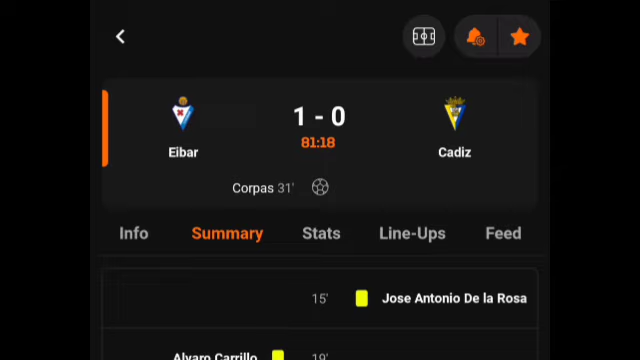 1 - 0
81:18
Eibar
Cadiz
Corpas 31'
Info Summary Stats Line-Ups Feed
15' Jose Antonio De la Rosa
Alvaro Carrillo 19'